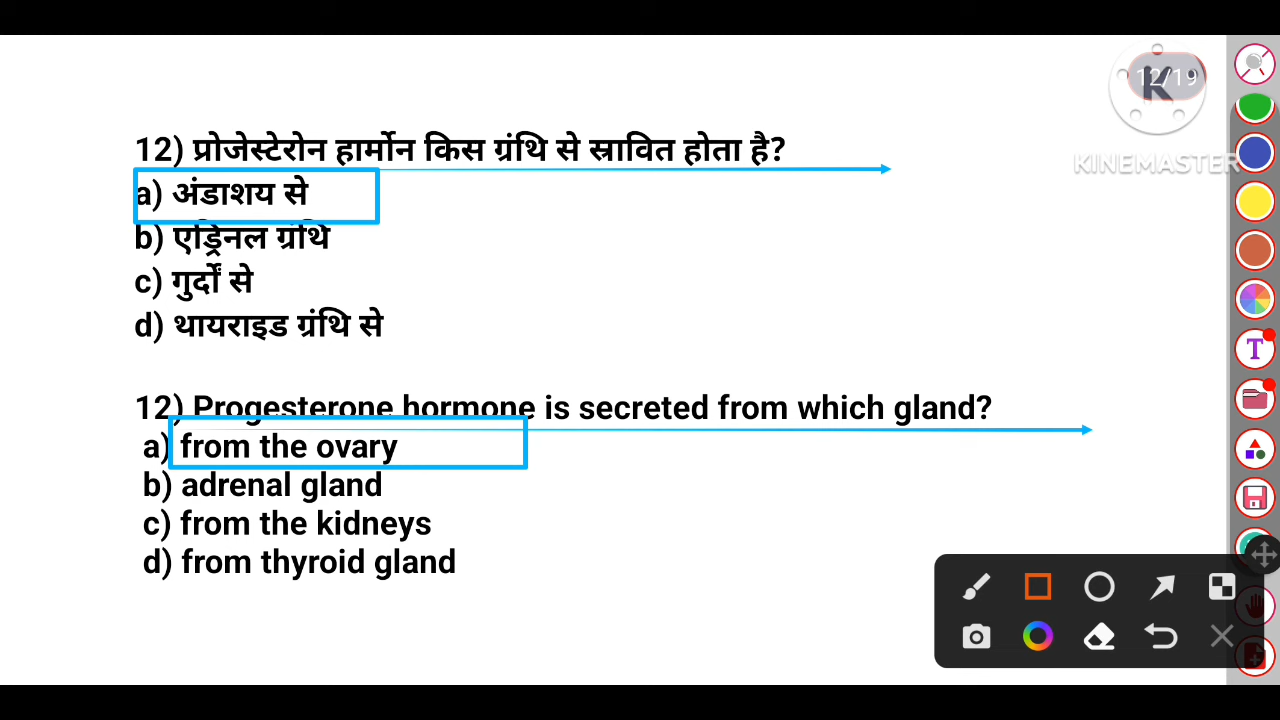 12/19
K
KINEMASTER
12) प्रोजेस्टेरोन हार्मोन किस ग्रंथि से स्त्रावित होता है?
a) अंडाशय से
b) एड्रिनल ग्रंथि
c) गुर्दों से
d) थायराइड ग्रंथि से
12) Progesterone hormone is secreted from which gland?
a) from the ovary
b) adrenal gland
c) from the kidneys
d) from thyroid gland
T